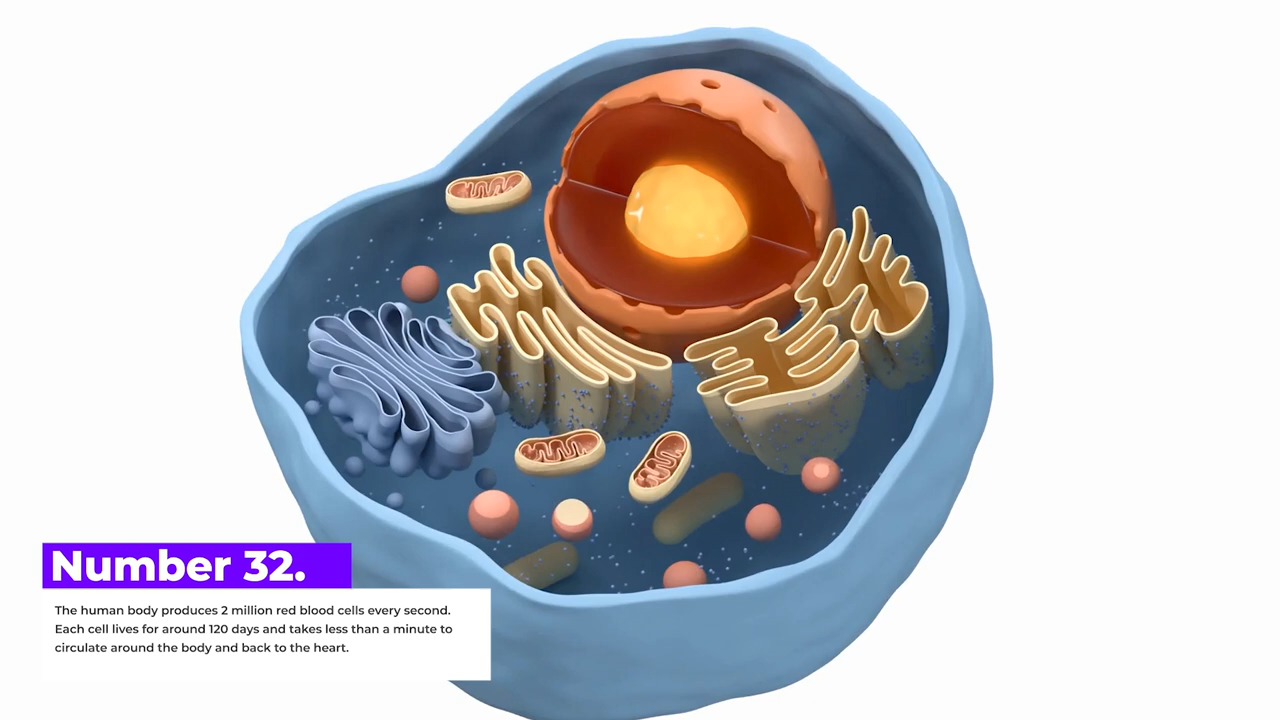 Number 32.
The human body produces 2 million red blood cells every second.
Each cell lives for around 120 days and takes less than a minute to
circulate around the body and back to the heart.